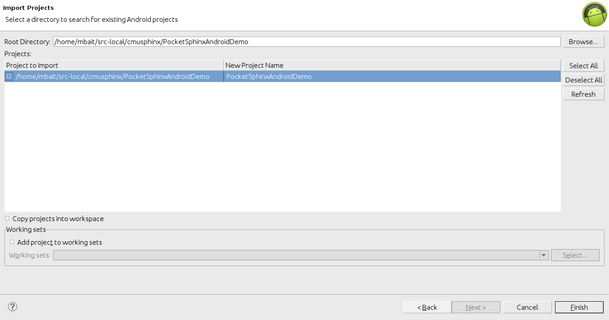 Import Projects
Select a directory to search for existing Android projects
Root Directory: /home/mbait/src-local/cmusphinx/PocketSphinxAndroidDemo Browse...
Projects:
Project to Import New Project Name
/home/mbait/src-local/cmusphinx/PocketSphinxAndroidDemo PocketSphinxAndroidDemo
Select All
Deselect All
Refresh
Copy projects into workspace
Working sets
Add project to working sets
Working sets: Select...
? < Back Next > Cancel Finish